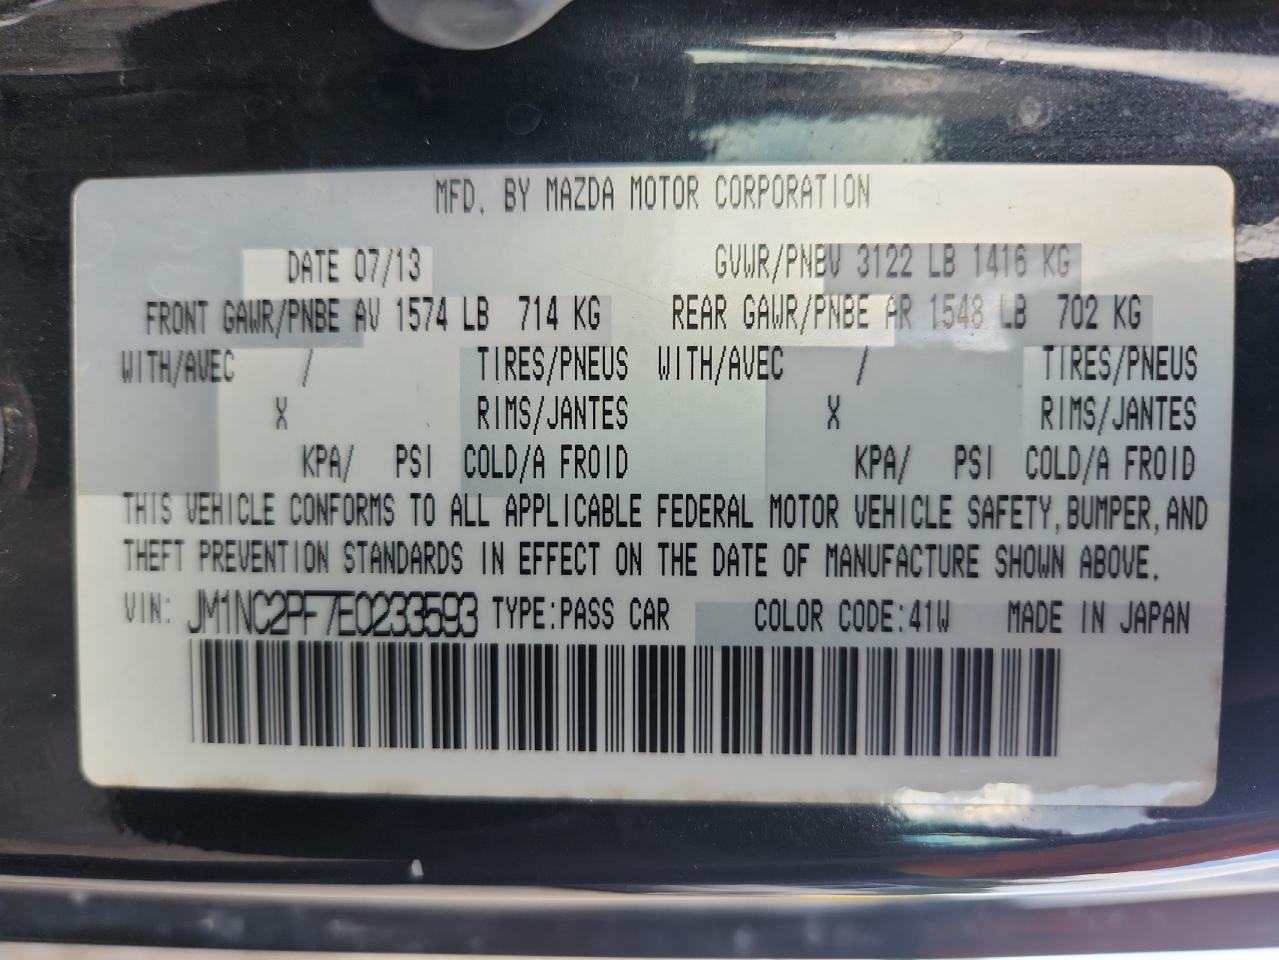 MFD. BY MAZDA MOTOR CORPORATION
DATE 07/13 GVWR/PNBV 3122 LB 1416 KG
FRONT GAWR/PNBE AV 1574 LB 714 KG REAR GAWR/PNBE AR 1548 LB 702 KG
WITH/AVEC / TIRES/PNEUS WITH/AVEC / TIRES/PNEUS
X RIMS/JANTES X RIMS/JANTES
KPA/ PSI COLD/A FROID KPA/ PSI COLD/A FROID
THIS VEHICLE CONFORMS TO ALL APPLICABLE FEDERAL MOTOR VEHICLE SAFETY, BUMPER, AND
THEFT PREVENTION STANDARDS IN EFFECT ON THE DATE OF MANUFACTURE SHOWN ABOVE.
VIN: JM1NC2PF7E0233593 TYPE:PASS CAR COLOR CODE:41W MADE IN JAPAN